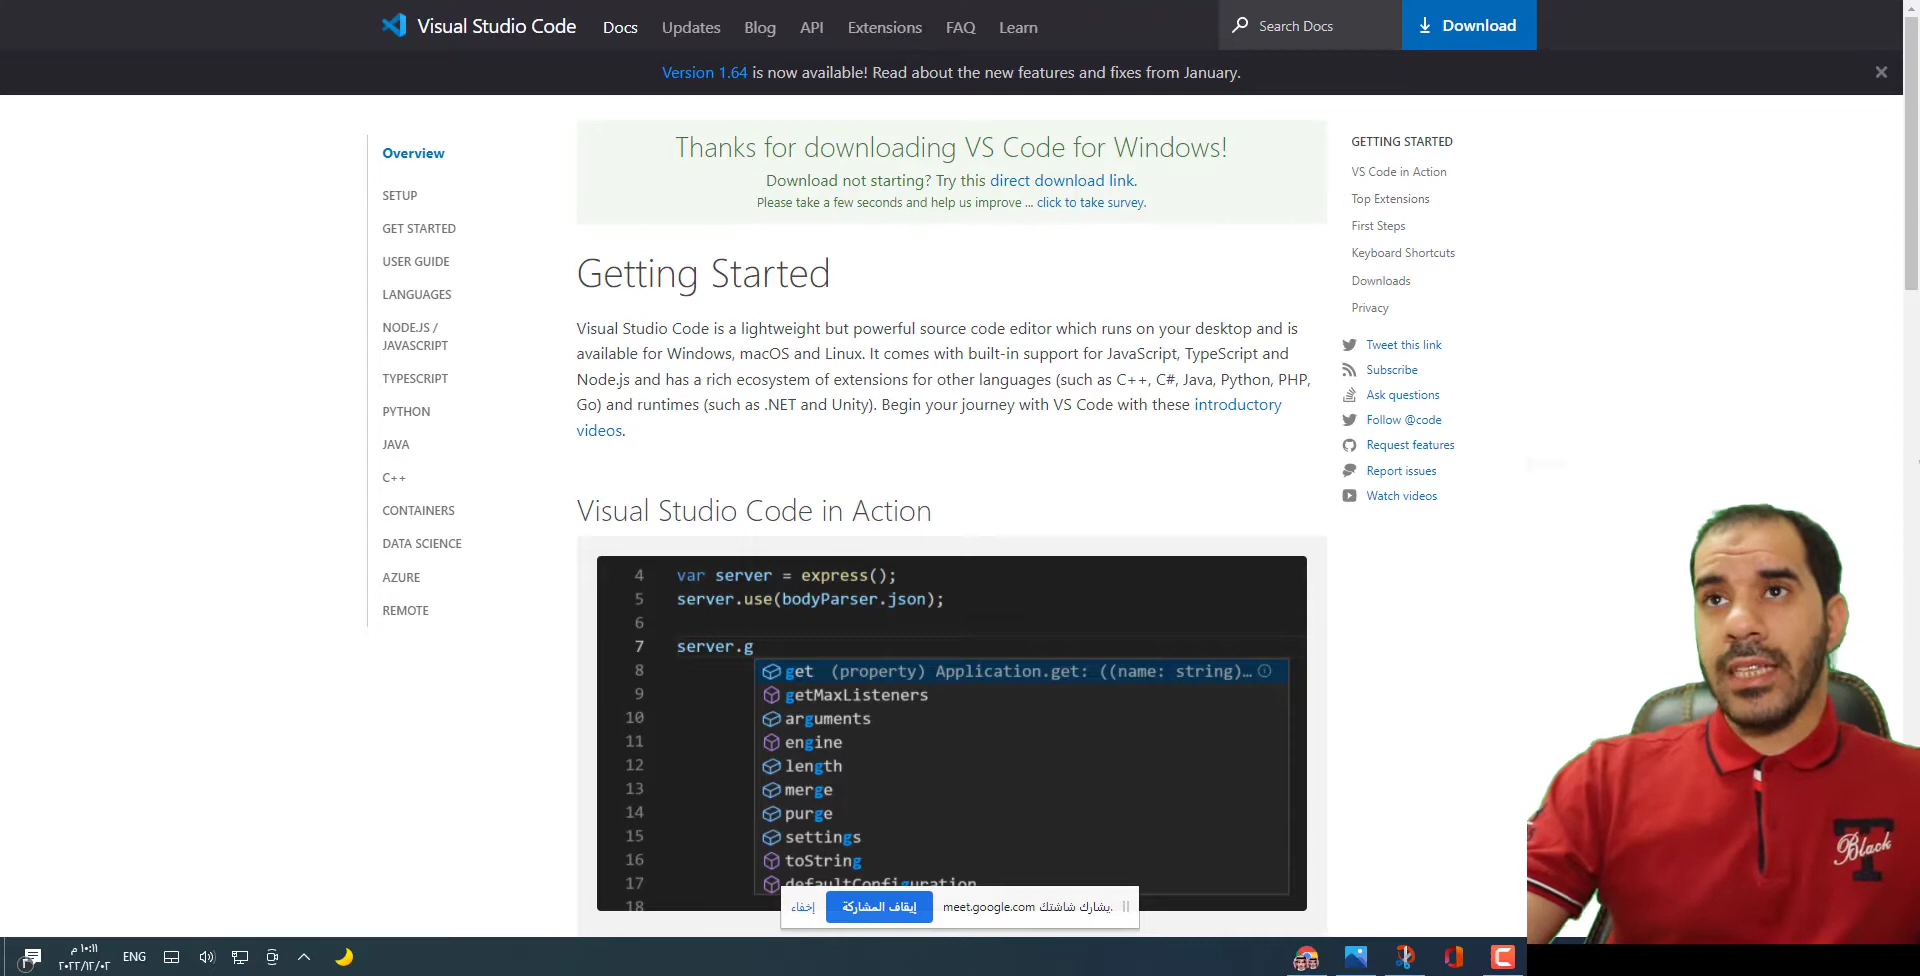 Visual Studio Code Docs Updates Blog API Extensions FAQ Learn Search Docs Download
Version 1.64 is now available! Read about the new features and fixes from January.
Overview
SETUP
GET STARTED
USER GUIDE
LANGUAGES
NODE.JS /
JAVASCRIPT
TYPESCRIPT
PYTHON
JAVA
C++
CONTAINERS
DATA SCIENCE
AZURE
REMOTE
Thanks for downloading VS Code for Windows!
Download not starting? Try this direct download link.
Please take a few seconds and help us improve ... click to take survey.
Getting Started
Visual Studio Code is a lightweight but powerful source code editor which runs on your desktop and is
available for Windows, macOS and Linux. It comes with built-in support for JavaScript, TypeScript and
Node.js and has a rich ecosystem of extensions for other languages (such as C++, C#, Java, Python, PHP,
Go) and runtimes (such as .NET and Unity). Begin your journey with VS Code with these introductory
videos.
Visual Studio Code in Action
4 var server = express();
5 server.use(bodyParser.json);
6
7 server.g
8 get (property) Application.get: ((name: string)...
9 getMaxListeners
10 arguments
11 engine
12 length
13 merge
14 purge
15 settings
16 toString
17 defaultConfiguration
18
GETTING STARTED
VS Code in Action
Top Extensions
First Steps
Keyboard Shortcuts
Downloads
Privacy
Tweet this link
Subscribe
Ask questions
Follow @code
Request features
Report issues
Watch videos
T
Black
يشارك شاشتك meet.google.com. إيقاف المشاركة إخفاء
١٠:١١ م
ENG